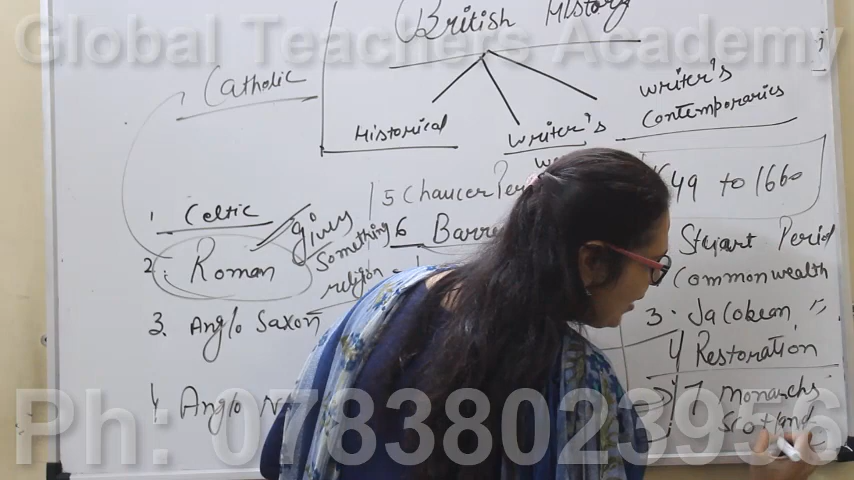 Global Teachers Academy
British History
Catholic
Historical
writer's
writer's
Contemporaries
1 Celtic
2. Roman
3. Anglo Saxon
4 Anglo
giving
Something
religion
5 Chaucer
6
49 to 1660
Stuart Period
Commonwealth
3. Jacobean "
4 Restoration
7 Monarchs
Scotland
Ph: 07838023956